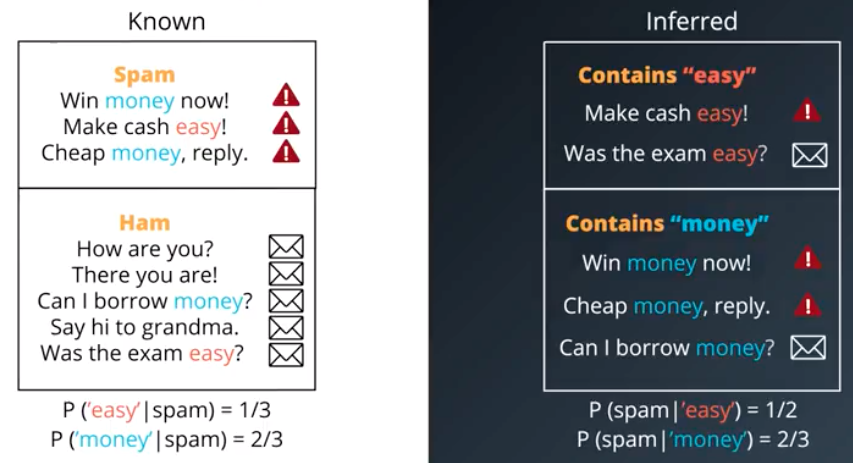 Known
Spam
Win money now!
Make cash easy!
Cheap money, reply.
Ham
How are you?
There you are!
Can I borrow money?
Say hi to grandma.
Was the exam easy?
P ('easy'|spam) = 1/3
P ('money'|spam) = 2/3
Inferred
Contains “easy”
Make cash easy!
Was the exam easy?
Contains “money”
Win money now!
Cheap money, reply.
Can I borrow money?
P (spam|'easy') = 1/2
P (spam|'money') = 2/3